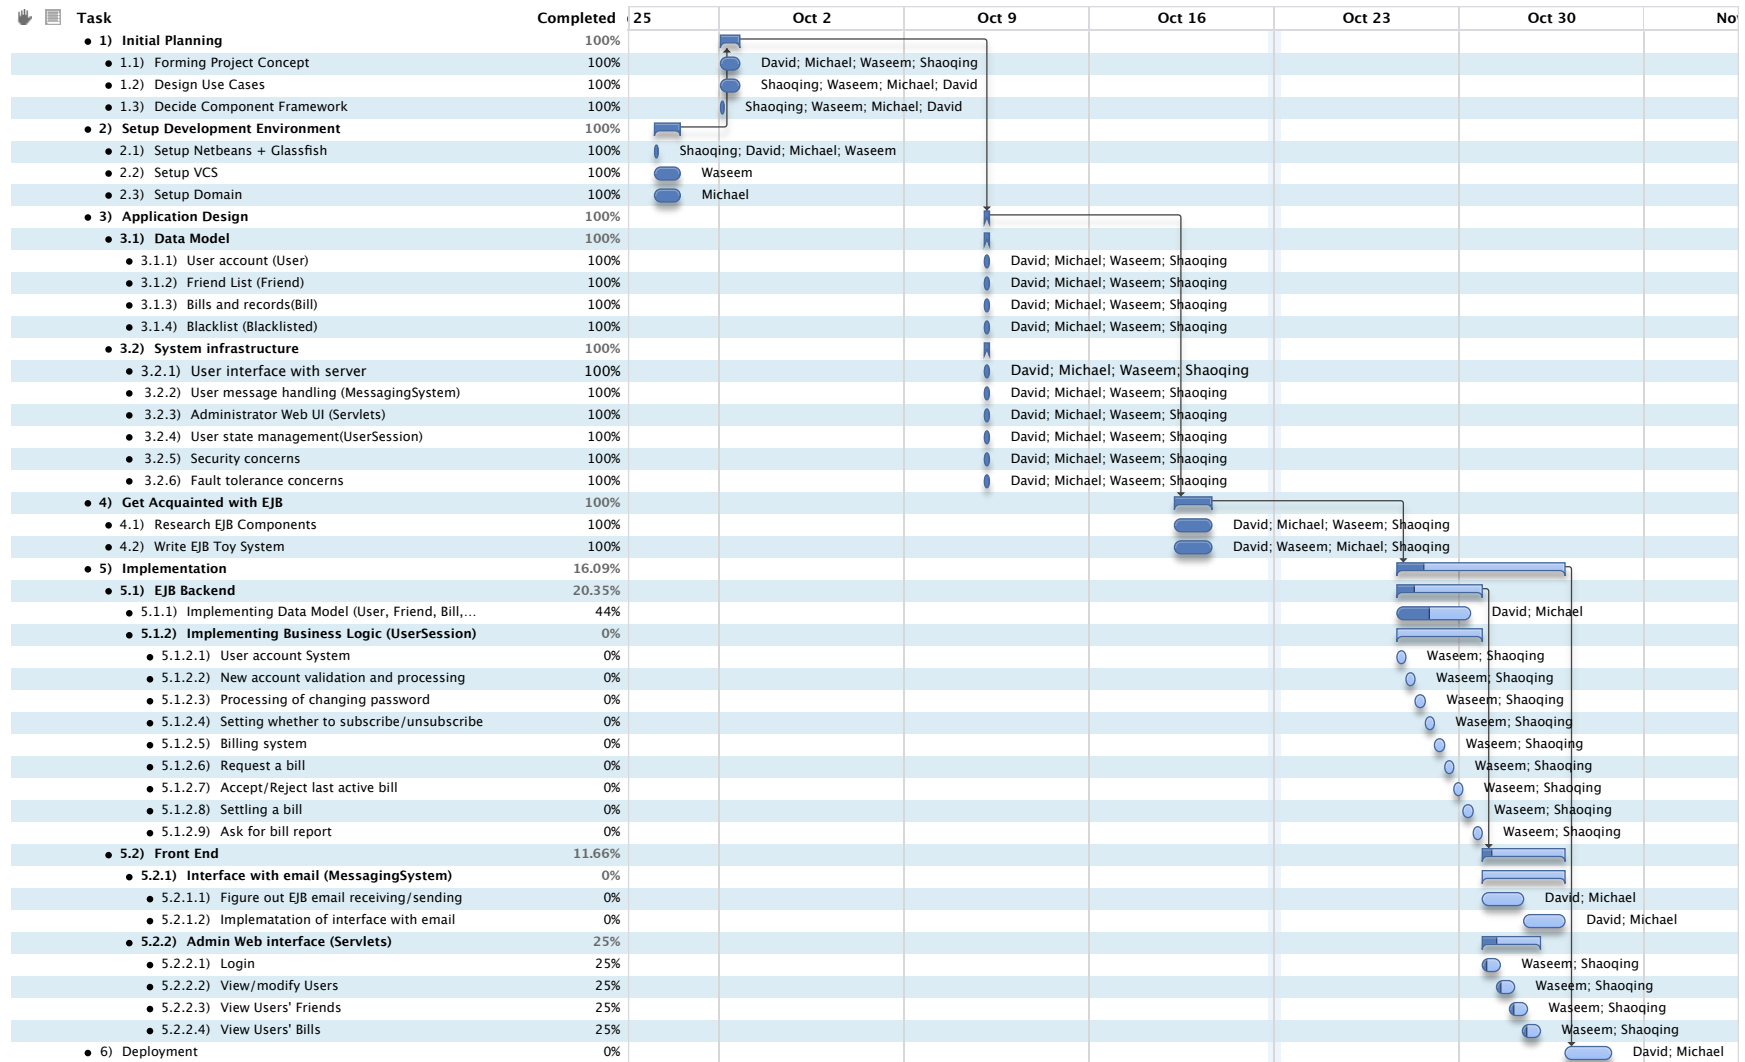 Task Completed 25 Oct 2 Oct 9 Oct 16 Oct 23 Oct 30 No
1) Initial Planning 100%
1.1) Forming Project Concept 100% David; Michael; Waseem; Shaoqing
1.2) Design Use Cases 100% Shaoqing; Waseem; Michael; David
1.3) Decide Component Framework 100% Shaoqing; Waseem; Michael; David
2) Setup Development Environment 100%
2.1) Setup Netbeans + Glassfish 100% Shaoqing; David; Michael; Waseem
2.2) Setup VCS 100% Waseem
2.3) Setup Domain 100% Michael
3) Application Design 100%
3.1) Data Model 100%
3.1.1) User account (User) 100% David; Michael; Waseem; Shaoqing
3.1.2) Friend List (Friend) 100% David; Michael; Waseem; Shaoqing
3.1.3) Bills and records(Bill) 100% David; Michael; Waseem; Shaoqing
3.1.4) Blacklist (Blacklisted) 100% David; Michael; Waseem; Shaoqing
3.2) System infrastructure 100%
3.2.1) User interface with server 100% David; Michael; Waseem; Shaoqing
3.2.2) User message handling (MessagingSystem) 100% David; Michael; Waseem; Shaoqing
3.2.3) Administrator Web UI (Servlets) 100% David; Michael; Waseem; Shaoqing
3.2.4) User state management(UserSession) 100% David; Michael; Waseem; Shaoqing
3.2.5) Security concerns 100% David; Michael; Waseem; Shaoqing
3.2.6) Fault tolerance concerns 100% David; Michael; Waseem; Shaoqing
4) Get Acquainted with EJB 100%
4.1) Research EJB Components 100% David; Michael; Waseem; Shaoqing
4.2) Write EJB Toy System 100% David; Waseem; Michael; Shaoqing
5) Implementation 16.09%
5.1) EJB Backend 20.35%
5.1.1) Implementing Data Model (User, Friend, Bill,... 44% David; Michael
5.1.2) Implementing Business Logic (UserSession) 0%
5.1.2.1) User account System 0% Waseem; Shaoqing
5.1.2.2) New account validation and processing 0% Waseem; Shaoqing
5.1.2.3) Processing of changing password 0% Waseem; Shaoqing
5.1.2.4) Setting whether to subscribe/unsubscribe 0% Waseem; Shaoqing
5.1.2.5) Billing system 0% Waseem; Shaoqing
5.1.2.6) Request a bill 0% Waseem; Shaoqing
5.1.2.7) Accept/Reject last active bill 0% Waseem; Shaoqing
5.1.2.8) Settling a bill 0% Waseem; Shaoqing
5.1.2.9) Ask for bill report 0% Waseem; Shaoqing
5.2) Front End 11.66%
5.2.1) Interface with email (MessagingSystem) 0%
5.2.1.1) Figure out EJB email receiving/sending 0% David; Michael
5.2.1.2) Implematation of interface with email 0% David; Michael
5.2.2) Admin Web interface (Servlets) 25%
5.2.2.1) Login 25% Waseem; Shaoqing
5.2.2.2) View/modify Users 25% Waseem; Shaoqing
5.2.2.3) View Users' Friends 25% Waseem; Shaoqing
5.2.2.4) View Users' Bills 25% Waseem; Shaoqing
6) Deployment 0% David; Michael